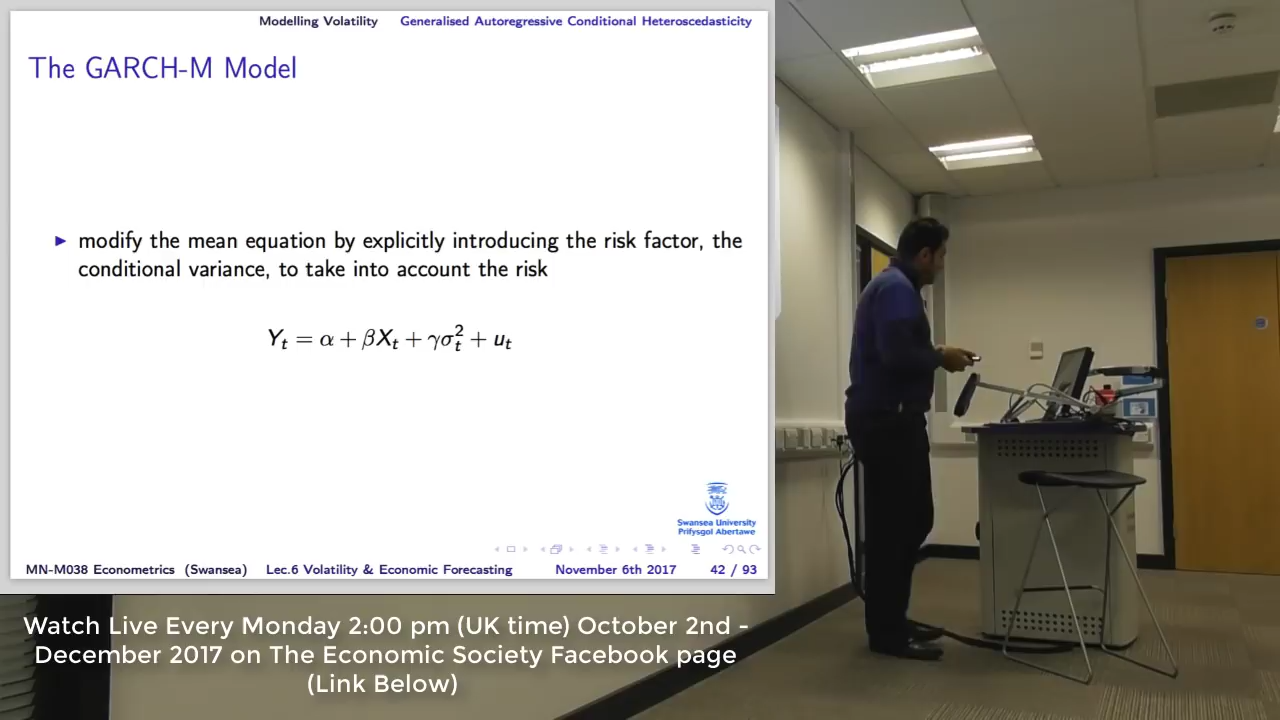 Modelling Volatility Generalised Autoregressive Conditional Heteroscedasticity
The GARCH-M Model
▶ modify the mean equation by explicitly introducing the risk factor, the
conditional variance, to take into account the risk
Y_t = α + βX_t + γσ_t^2 + u_t
Swansea University
Prifysgol Abertawe
MN-M038 Econometrics (Swansea) Lec.6 Volatility & Economic Forecasting November 6th 2017 42 / 93
Watch Live Every Monday 2:00 pm (UK time) October 2nd -
December 2017 on The Economic Society Facebook page
(Link Below)